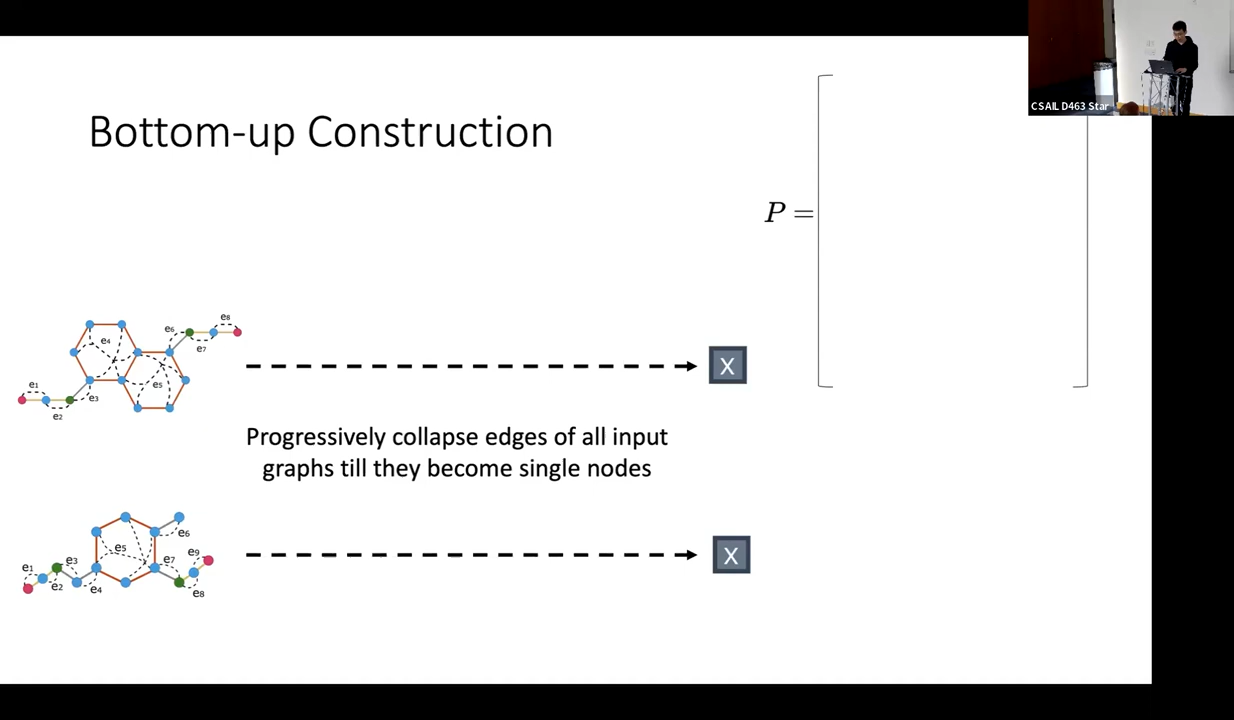 CSAIL D463 Star
Bottom-up Construction
P =
e4
e6
e8
e7
e1
e5
e3
e2
X
Progressively collapse edges of all input
graphs till they become single nodes
e6
e5
e9
e1
e3
e7
e2
e4
e8
X